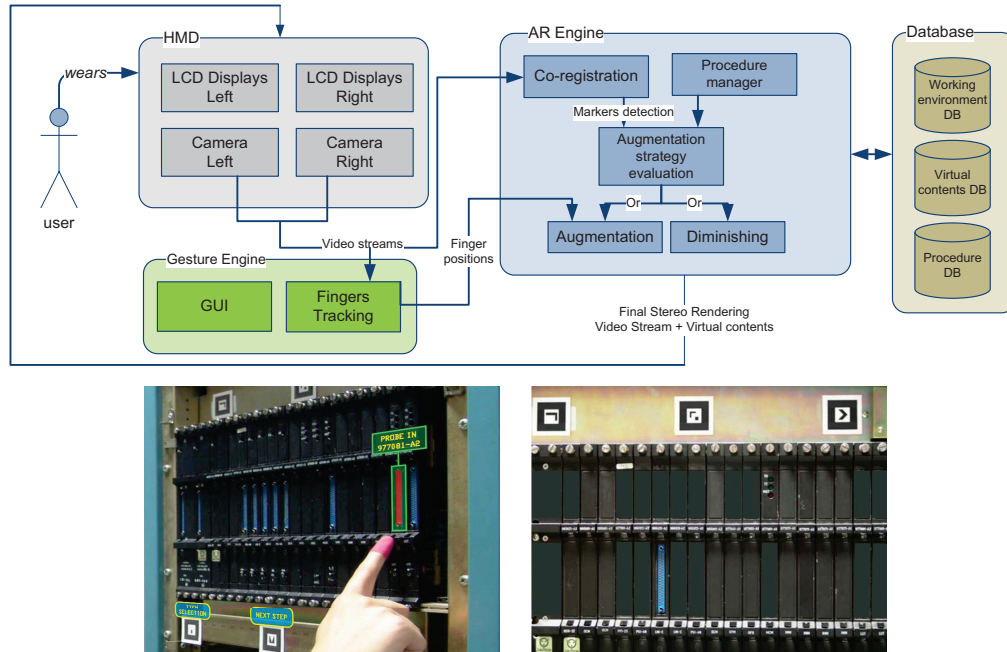 HMD
AR Engine
Database
wears
LCD Displays
Left
LCD Displays
Right
Camera
Left
Camera
Right
user
Co-registration
Procedure
manager
Markers detection
Augmentation
strategy
evaluation
Or
Or
Augmentation
Diminishing
Working
environment
DB
Virtual
contents DB
Procedure
DB
Video streams
Finger
positions
Gesture Engine
GUI
Fingers
Tracking
Final Stereo Rendering
Video Stream + Virtual contents
PROBE IN
977081-A2
SELECTION
NEXT STEP